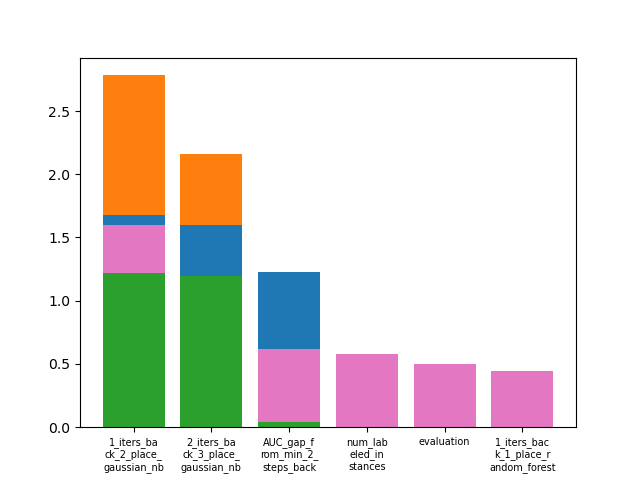 2.5
2.0
1.5
1.0
0.5
0.0
1_iters_ba
ck_2_place_
gaussian_nb
2_iters_ba
ck_3_place_
gaussian_nb
AUC_gap_f
rom_min_2_
steps_back
num_lab
eled_in
stances
evaluation
1_iters_bac
k_1_place_r
andom_forest